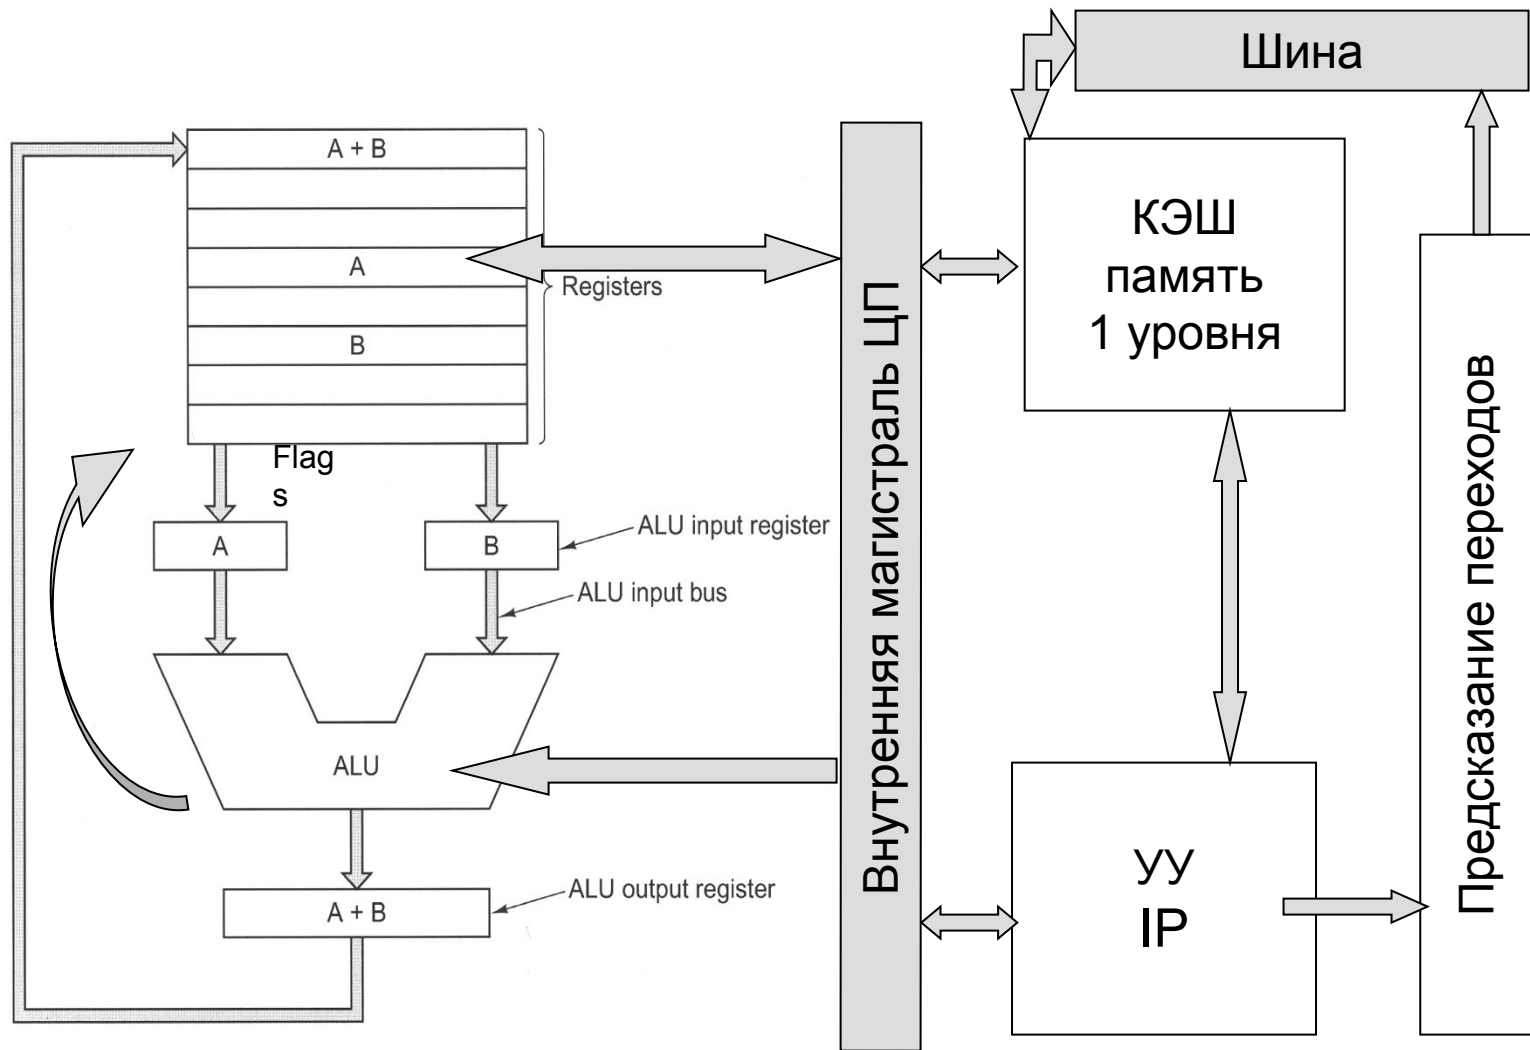 Шина
A + B
A
B
Registers
Flag
s
A
B
ALU input register
ALU input bus
ALU
ALU output register
A + B
Внутренняя магистраль ЦП
КЭШ
память
1 уровня
УУ
IP
Предсказание переходов